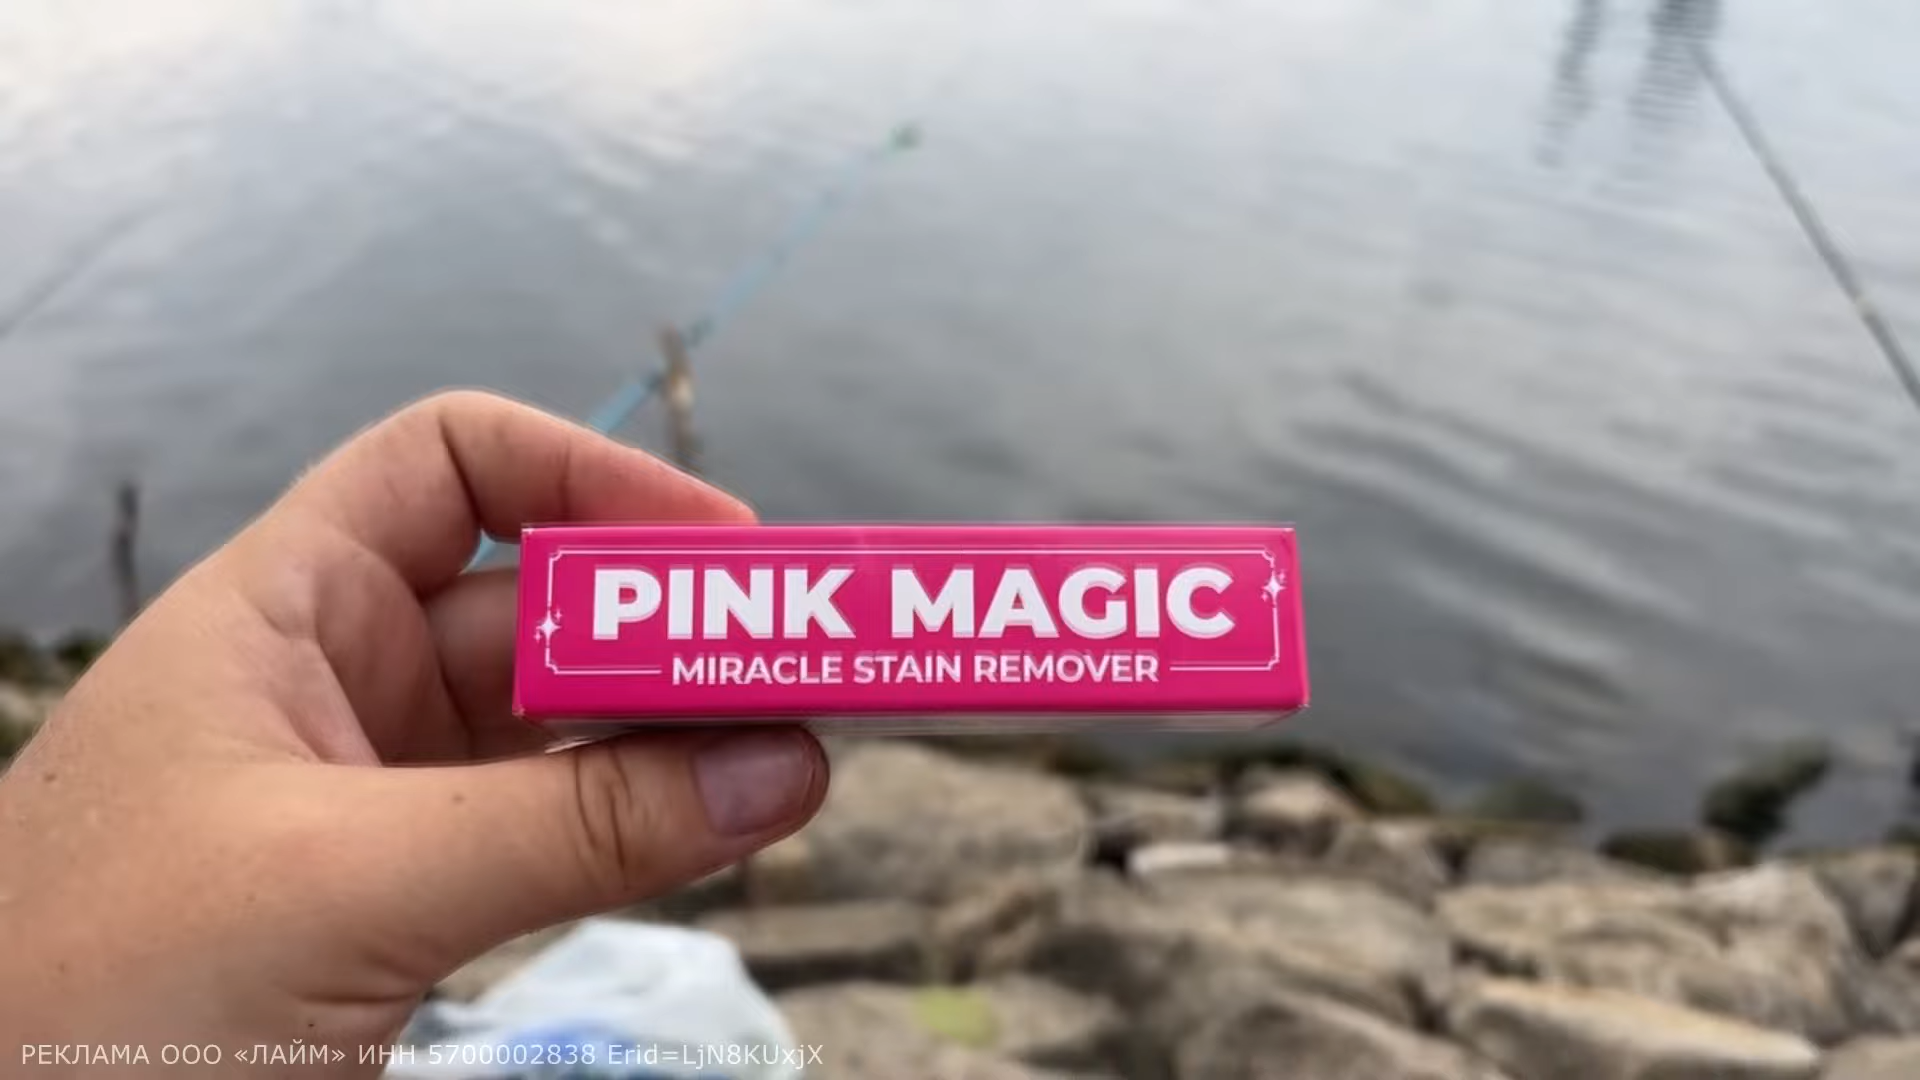 PINK MAGIC
MIRACLE STAIN REMOVER
РЕКЛАМА ООО «ЛАЙМ» ИНН 5700002838 Erid=LjN8KUxjX